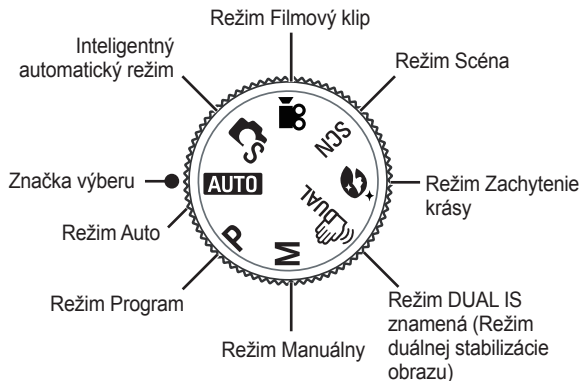 Režim Filmový klip
Inteligentný
automatický režim
Režim Scéna
SCN
S
Značka výberu
AUTO
Režim Zachytenie
krásy
DUAL
Režim Auto
P
M
Režim Program
Režim DUAL IS
znamená (Režim
duálnej stabilizácie
obrazu)
Režim Manuálny